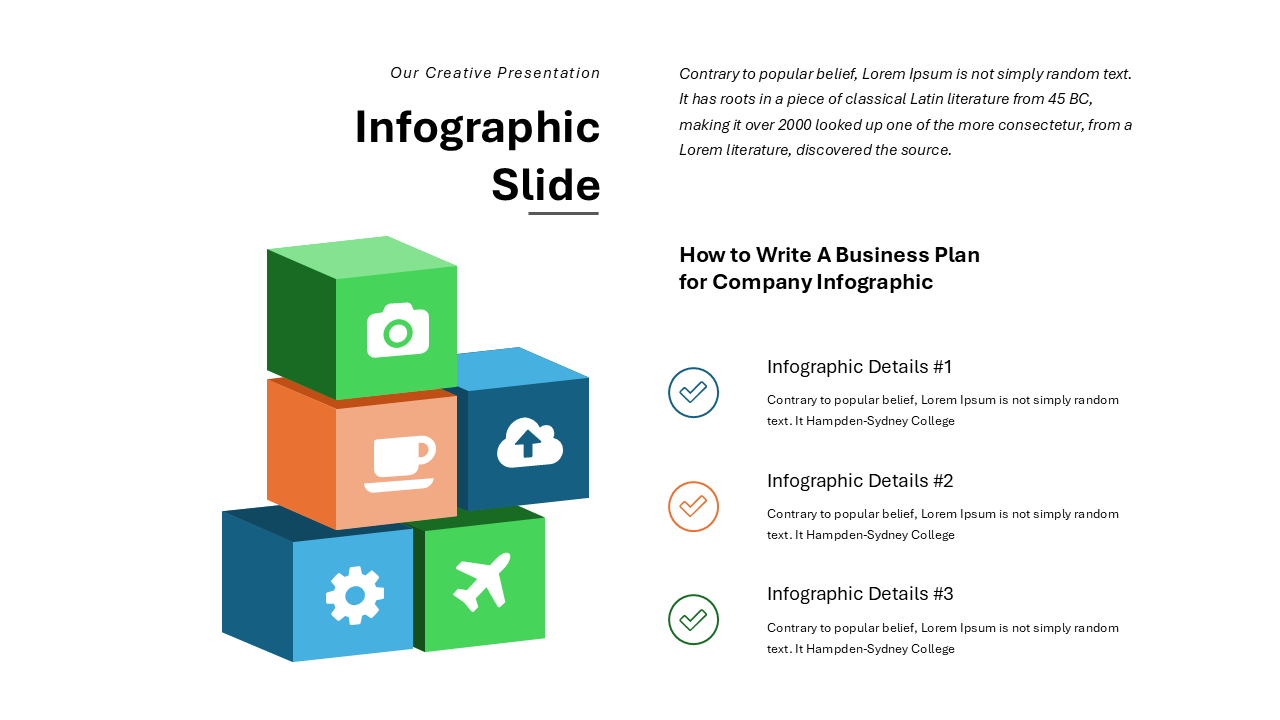 Our Creative Presentation
Infographic
Slide
Contrary to popular belief, Lorem Ipsum is not simply random text.
It has roots in a piece of classical Latin literature from 45 BC,
making it over 2000 looked up one of the more consectetur, from a
Lorem literature, discovered the source.
How to Write A Business Plan
for Company Infographic
Infographic Details #1
Contrary to popular belief, Lorem Ipsum is not simply random
text. It Hampden-Sydney College
Infographic Details #2
Contrary to popular belief, Lorem Ipsum is not simply random
text. It Hampden-Sydney College
Infographic Details #3
Contrary to popular belief, Lorem Ipsum is not simply random
text. It Hampden-Sydney College